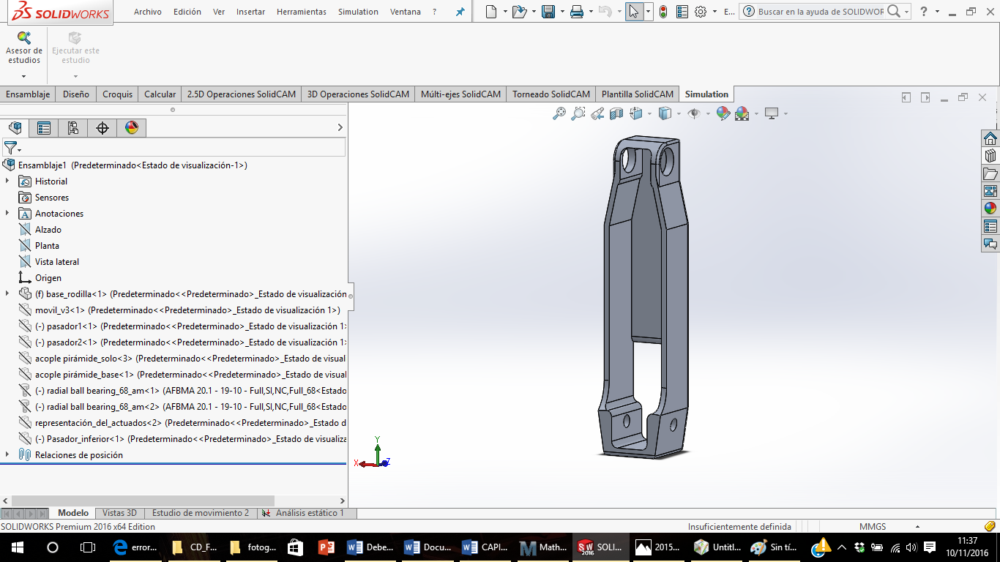 SOLIDWORKS
Archivo Edición Ver Insertar Herramientas Simulation Ventana ? E... Buscar en la ayuda de SOLIDWOR ?
Asesor de estudios
Ejecutar este estudio
Ensamblaje Diseño Croquis Calcular 2.5D Operaciones SolidCAM 3D Operaciones SolidCAM Múlti-ejes SolidCAM Torneado SolidCAM Plantilla SolidCAM Simulation
Ensamblaje1 (Predeterminado<Estado de visualización-1>)
Historial
Sensores
A Anotaciones
Alzado
Planta
Vista lateral
Origen
(f) base_rodilla<1> (Predeterminado<<Predeterminado>_Estado de visualización
movil_v3<1> (Predeterminado<<Predeterminado>_Estado de visualización 1>)
(-) pasador1<1> (Predeterminado<<Predeterminado>_Estado de visualización 1>
(-) pasador2<1> (Predeterminado<<Predeterminado>_Estado de visualización 1>
acople pirámide_solo<3> (Predeterminado<<Predeterminado>_Estado de visual
acople pirámide_base<1> (Predeterminado<<Predeterminado>_Estado de visual
(-) radial ball bearing_68_am<1> (AFBMA 20.1 - 19-10 - Full,SI,NC,Full_68<Estado
(-) radial ball bearing_68_am<2> (AFBMA 20.1 - 19-10 - Full,SI,NC,Full_68<Estado
representación_del_actuados<2> (Predeterminado<<Predeterminado>_Estado d
(-) Pasador_inferior<1> (Predeterminado<<Predeterminado>_Estado de visualiza
Relaciones de posición
Y
X Z
Modelo Vistas 3D Estudio de movimiento 2 Análisis estático 1
SOLIDWORKS Premium 2016 x64 Edition Insuficientemente definida MMGS
error... CD_F... fotog... Debe... Docu... CAPI... Math... SW 2016 SOLI... 2015... Untitl... Sin tí... 11:37
10/11/2016